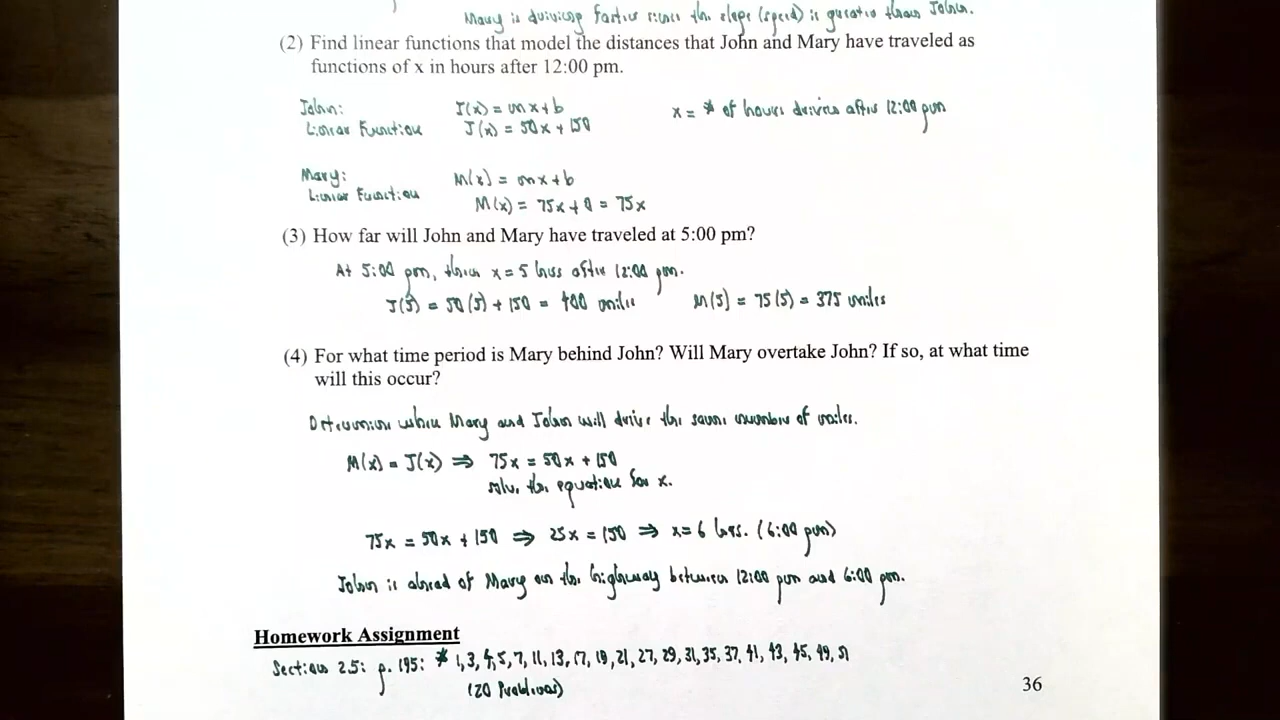 Mary is driving faster since the slope (speed) is greater than John.
(2) Find linear functions that model the distances that John and Mary have traveled as
functions of x in hours after 12:00 pm.
John: J(x) = mx + b x = # of hours driven after 12:00 pm
Linear Function J(x) = 50x + 150
Mary: M(x) = mx + b
Linear Function
M(x) = 75x + 0 = 75x
(3) How far will John and Mary have traveled at 5:00 pm?
At 5:00 pm, then x = 5 hrs after 12:00 pm.
J(5) = 50(5) + 150 = 400 miles M(5) = 75(5) = 375 miles
(4) For what time period is Mary behind John? Will Mary overtake John? If so, at what time
will this occur?
Determine when Mary and John will drive the same number of miles.
M(x) = J(x) ⇒ 75x = 50x + 150
solve the equation for x.
75x = 50x + 150 ⇒ 25x = 150 ⇒ x = 6 hrs. (6:00 pm)
John is ahead of Mary on the highway between 12:00 pm and 6:00 pm.
Homework Assignment
Section 2.5: p. 195: # 1, 3, 4, 5, 7, 11, 13, 17, 19, 21, 27, 29, 31, 35, 37, 41, 43, 45, 49, 51
(20 Problems)
36